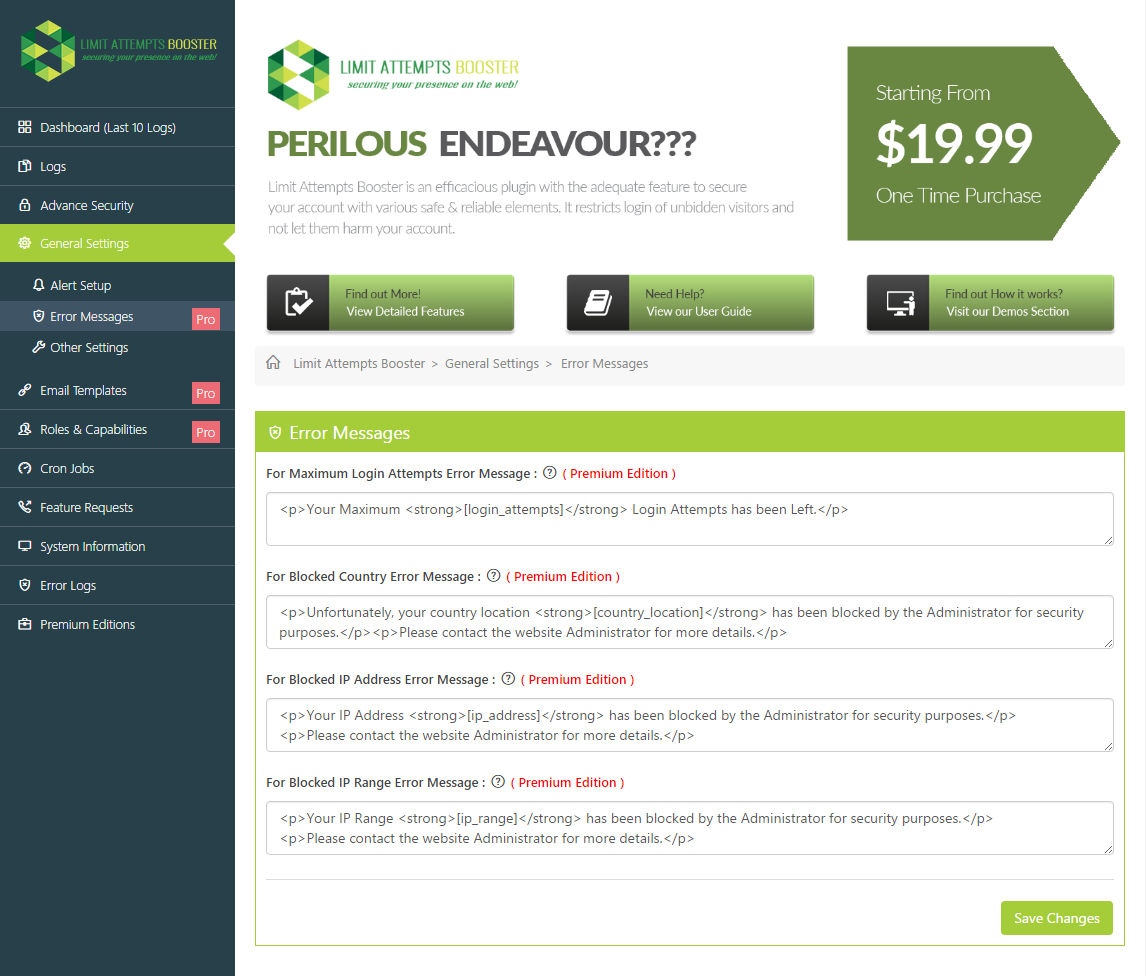 LIMIT ATTEMPTS BOOSTER
securing your presence on the web!
Dashboard (Last 10 Logs)
Logs
Advance Security
General Settings
Alert Setup
Error Messages Pro
Other Settings
Email Templates Pro
Roles & Capabilities Pro
Cron Jobs
Feature Requests
System Information
Error Logs
Premium Editions
LIMIT ATTEMPTS BOOSTER
securing your presence on the web!
PERILOUS ENDEAVOUR???
Limit Attempts Booster is an efficacious plugin with the adequate feature to secure
your account with various safe & reliable elements. It restricts login of unbidden visitors and
not let them harm your account.
Starting From
$19.99
One Time Purchase
Find out More!
View Detailed Features
Need Help?
View our User Guide
Find out How it works?
Visit our Demos Section
Limit Attempts Booster > General Settings > Error Messages
Error Messages
For Maximum Login Attempts Error Message : ? ( Premium Edition )
<p>Your Maximum <strong>[login_attempts]</strong> Login Attempts has been Left.</p>
For Blocked Country Error Message : ? ( Premium Edition )
<p>Unfortunately, your country location <strong>[country_location]</strong> has been blocked by the Administrator for security
purposes.</p><p>Please contact the website Administrator for more details.</p>
For Blocked IP Address Error Message : ? ( Premium Edition )
<p>Your IP Address <strong>[ip_address]</strong> has been blocked by the Administrator for security purposes.</p>
<p>Please contact the website Administrator for more details.</p>
For Blocked IP Range Error Message : ? ( Premium Edition )
<p>Your IP Range <strong>[ip_range]</strong> has been blocked by the Administrator for security purposes.</p>
<p>Please contact the website Administrator for more details.</p>
Save Changes